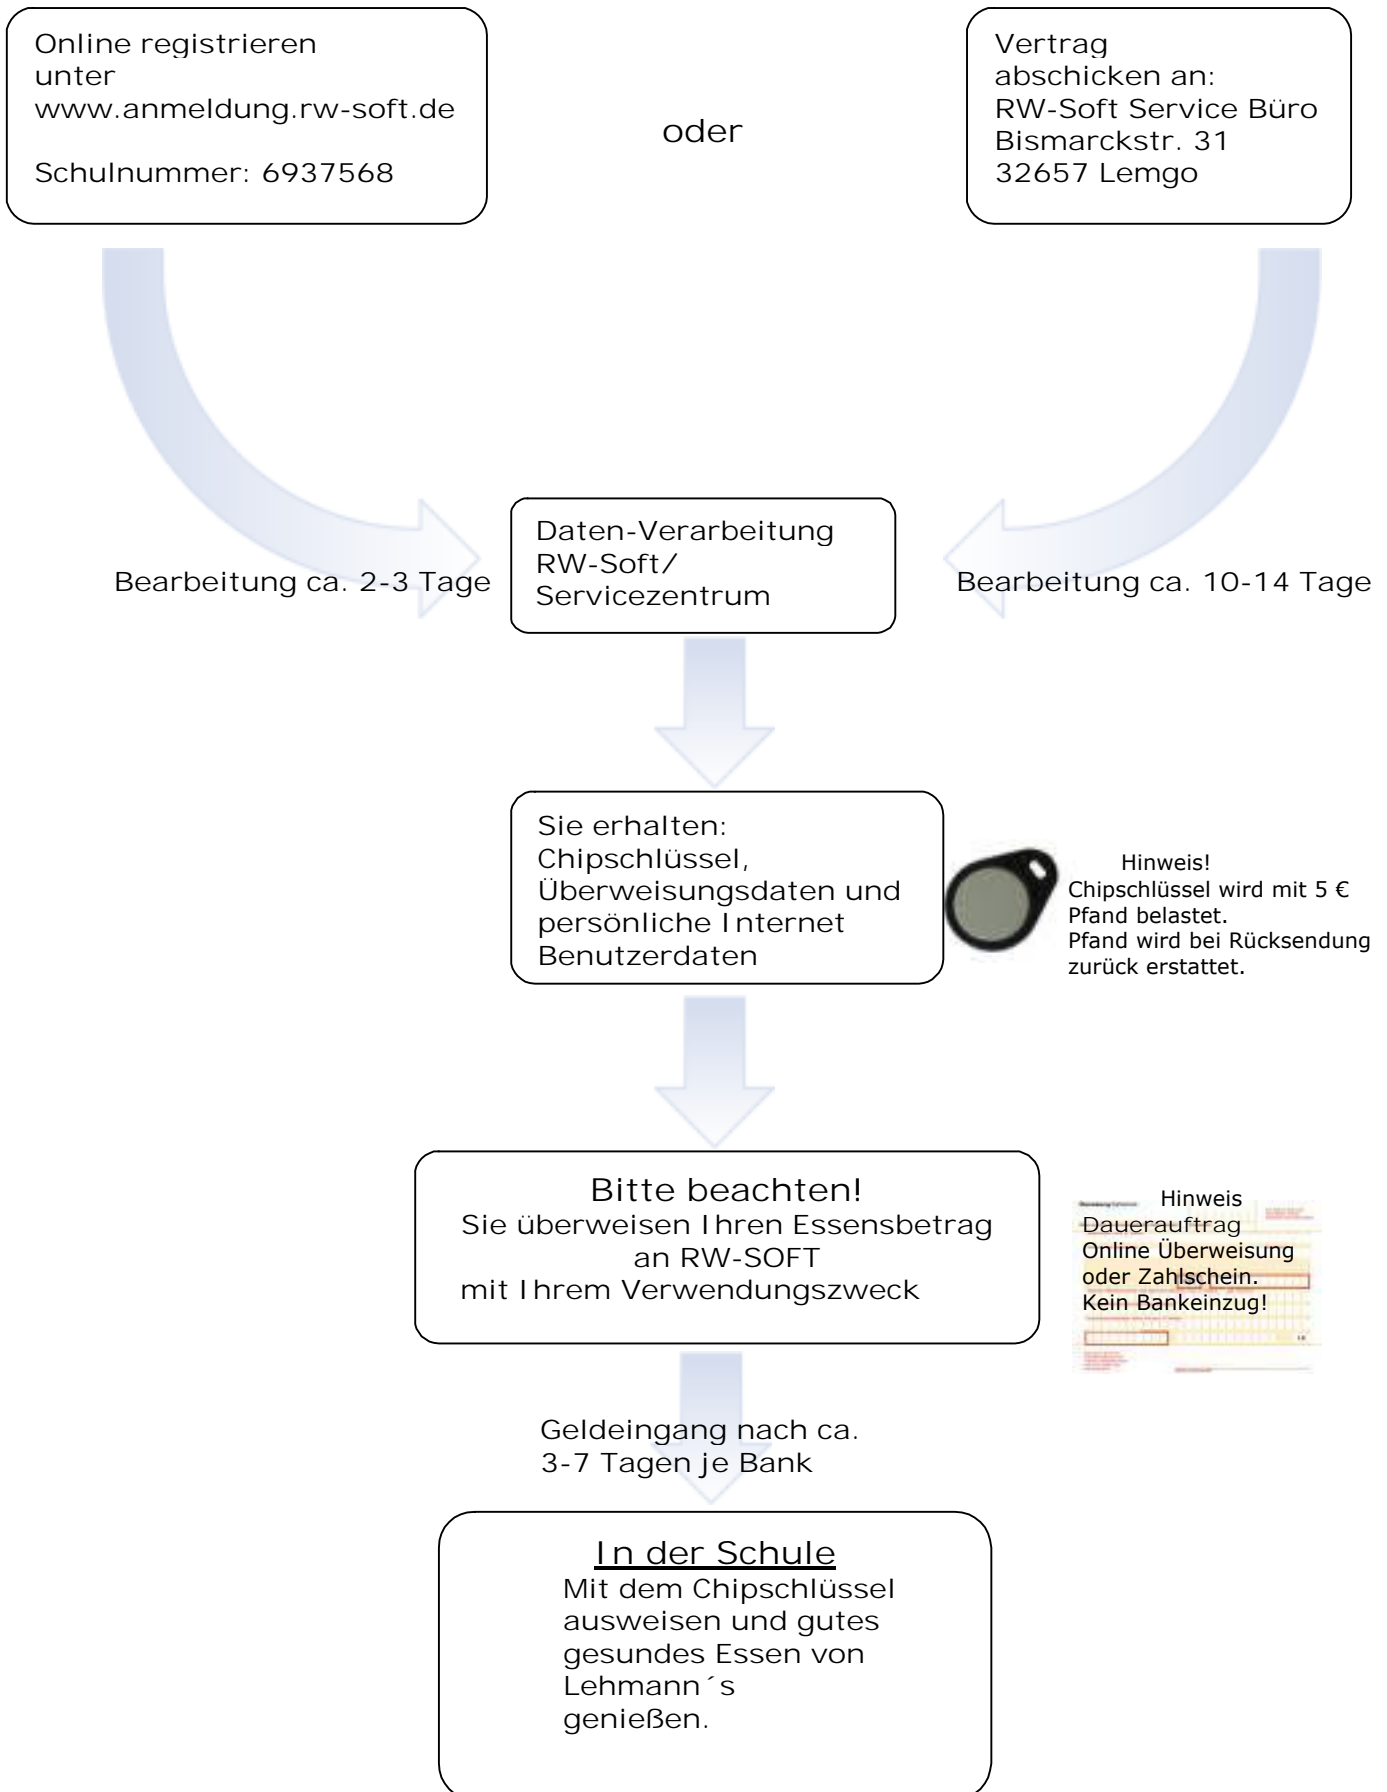 Online registrieren
unter
www.anmeldung.rw-soft.de
Schulnummer: 6937568
oder
Vertrag
abschicken an:
RW-Soft Service Büro
Bismarckstr. 31
32657 Lemgo
Bearbeitung ca. 2-3 Tage
Daten-Verarbeitung
RW-Soft/
Servicezentrum
Bearbeitung ca. 10-14 Tage
Sie erhalten:
Chipschlüssel,
Überweisungsdaten und
persönliche Internet
Benutzerdaten
Hinweis!
Chipschlüssel wird mit 5 €
Pfand belastet.
Pfand wird bei Rücksendung
zurück erstattet.
Bitte beachten!
Sie überweisen Ihren Essensbetrag
an RW-SOFT
mit Ihrem Verwendungszweck
Hinweis
Dauerauftrag
Online Überweisung
oder Zahlschein.
Kein Bankeinzug!
Geldeingang nach ca.
3-7 Tagen je Bank
In der Schule
Mit dem Chipschlüssel
ausweisen und gutes
gesundes Essen von
Lehmann´s
genießen.